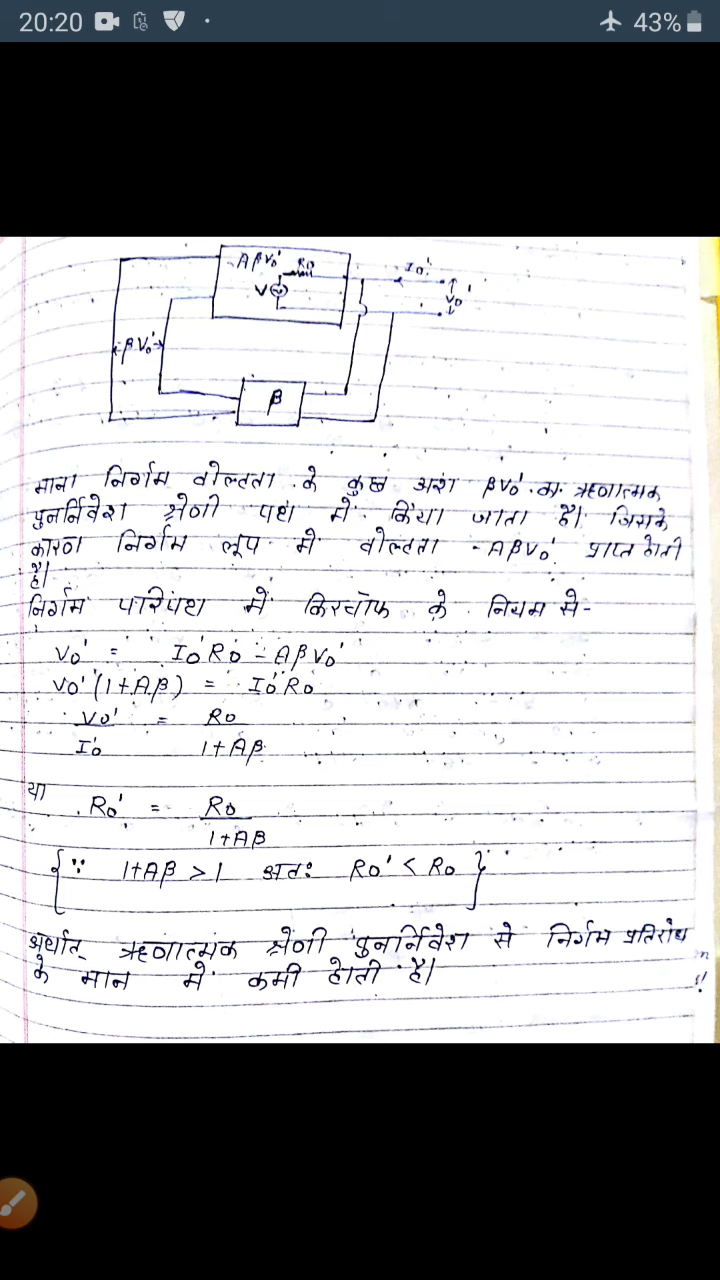 20:20
43%
-AβVo'
Ro
Io'
V
Vo'
βVo'
β
माना निर्गम वोल्टता के कुछ अंश βVo' का ऋणात्मक
पुनर्निवेश श्रेणी पथ में किया जाता है। जिसके
कारण निर्गम लूप में वोल्टता -AβVo' प्राप्त होती
है।
निर्गम परिपथ में किरचॉफ के नियम से-
Vo' = Io'Ro - AβVo'
Vo'(1+Aβ) = Io'Ro
Vo' = Ro
Io' 1+Aβ
या
Ro' = Ro
1+Aβ
{∵ 1+Aβ > 1 अतः Ro' < Ro}
अर्थात् ऋणात्मक श्रेणी पुनर्निवेश से निर्गम प्रतिरोध
के मान में कमी होती है।